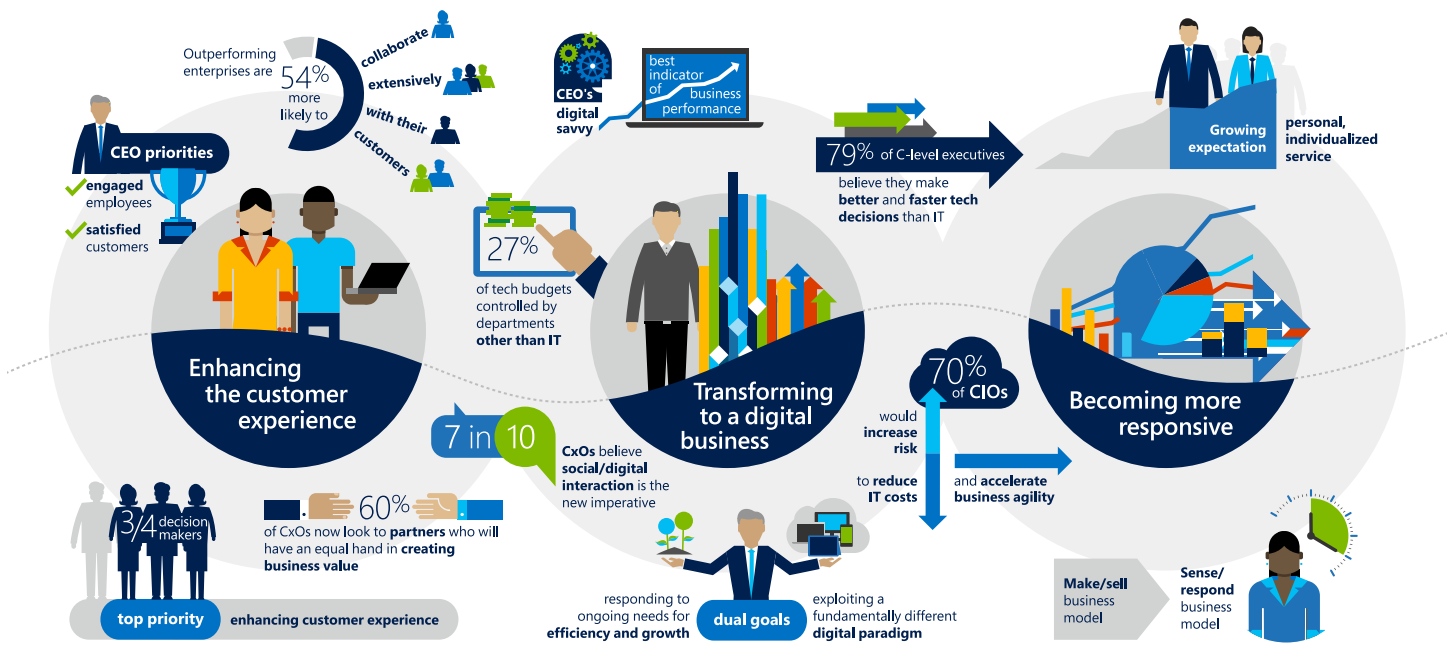 Outperforming
enterprises are
54%
more
likely to
collaborate
extensively
with their
customers
CEO priorities
engaged
employees
satisfied
customers
Enhancing
the customer
experience
3/4 decision
makers
top priority
enhancing customer experience
60%
of CxOs now look to partners who will
have an equal hand in creating
business value
CEO's
digital
savvy
best
indicator
of business
performance
27%
of tech budgets
controlled by
departments
other than IT
79% of C-level executives
believe they make
better and faster tech
decisions than IT
Transforming
to a digital
business
7 in 10
CxOs believe
social/digital
interaction is the
new imperative
responding to
ongoing needs for
efficiency and growth
dual goals
exploiting a
fundamentally different
digital paradigm
70%
of CIOs
would
increase
risk
to reduce
IT costs
and accelerate
business agility
Growing
expectation
personal,
individualized
service
Becoming more
responsive
Make/sell
business
model
Sense/
respond
business
model